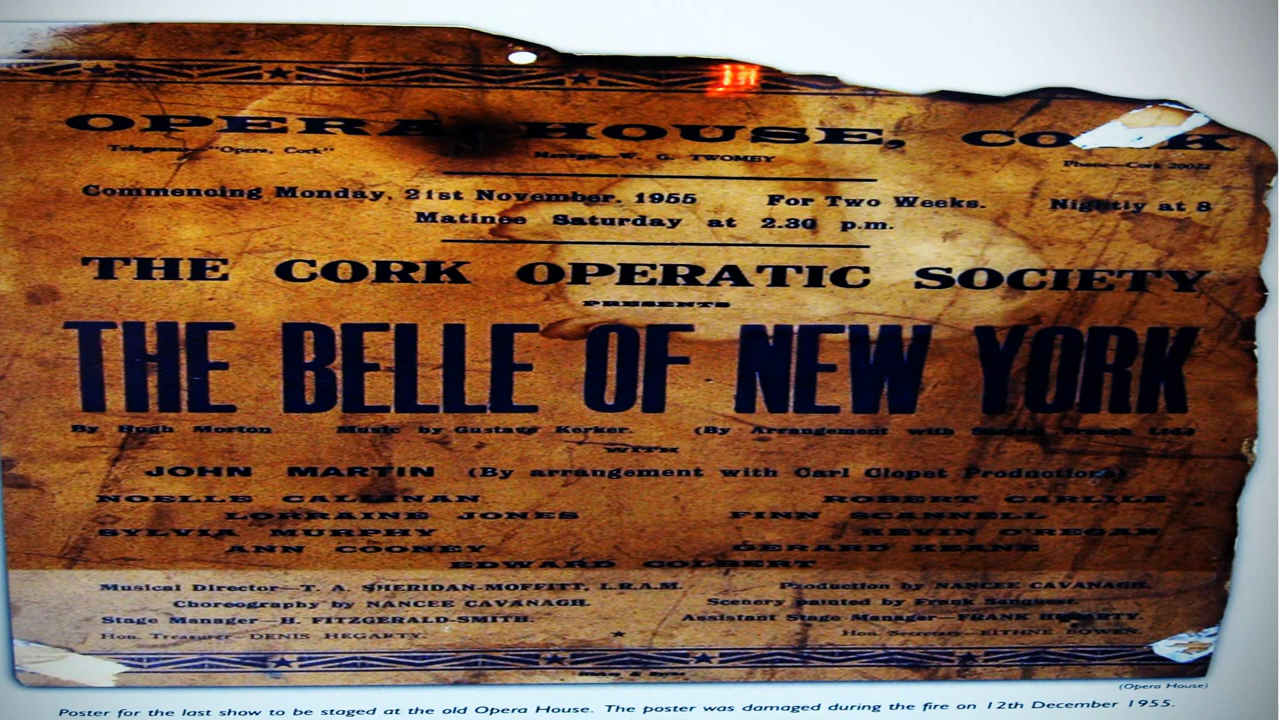 OPERA HOUSE, CORK
Telegrams—"Opera, Cork" Manager—W. G. TWOMEY Phone—Cork 20022
Commencing Monday, 21st November. 1955 For Two Weeks. Nightly at 8
Matinee Saturday at 2.30 p.m.
THE CORK OPERATIC SOCIETY
PRESENTS
THE BELLE OF NEW YORK
By Hugh Morton Music by Gustave Kerker. (By Arrangement with French Ltd)
WITH
JOHN MARTIN (By arrangement with Carl Clopet Productions)
NOELLE CALLINAN ROBERT CARLILE
LORRAINE JONES FINN SCANNELL
SYLVIA MURPHY KEVIN O'REGAN
ANN COONEY GERARD KEANE
EDWARD COLBERT
Musical Director—T. A. SHERIDAN-MOFFITT, L.R.A.M. Production by NANCEE CAVANAGH.
Choreography by NANCEE CAVANAGH. Scenery painted by Frank
Stage Manager—H. FITZGERALD-SMITH. Assistant Stage Manager—FRANK HEGARTY.
Hon. Treasurer DENIS HEGARTY. Hon. Secretary—EITHNE BOWEN.
(Opera House)
Poster for the last show to be staged at the old Opera House. The poster was damaged during the fire on 12th December 1955.